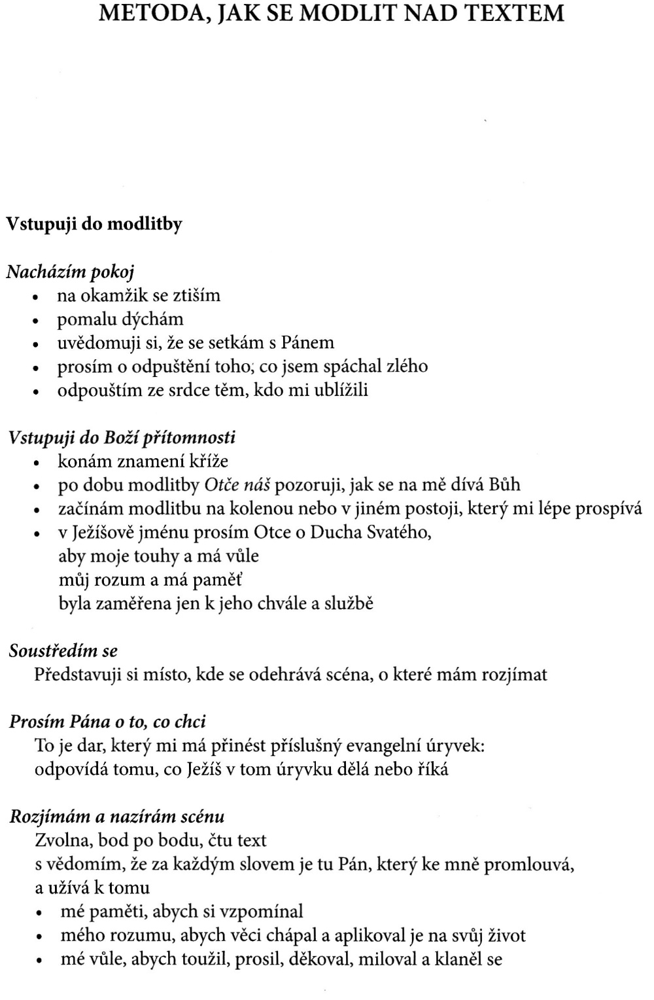 METODA, JAK SE MODLIT NAD TEXTEM
Vstupuji do modlitby
Nacházím pokoj
• na okamžik se ztiším
• pomalu dýchám
• uvědomuji si, že se setkám s Pánem
• prosím o odpuštění toho, co jsem spáchal zlého
• odpouštím ze srdce těm, kdo mi ublížili
Vstupuji do Boží přítomnosti
• konám znamení kříže
• po dobu modlitby Otče náš pozoruji, jak se na mě dívá Bůh
• začínám modlitbu na kolenou nebo v jiném postoji, který mi lépe prospívá
• v Ježíšově jménu prosím Otce o Ducha Svatého,
aby moje touhy a má vůle
můj rozum a má paměť
byla zaměřena jen k jeho chvále a službě
Soustředím se
Představuji si místo, kde se odehrává scéna, o které mám rozjímat
Prosím Pána o to, co chci
To je dar, který mi má přinést příslušný evangelní úryvek:
odpovídá tomu, co Ježíš v tom úryvku dělá nebo říká
Rozjímám a nazírám scénu
Zvolna, bod po bodu, čtu text
s vědomím, že za každým slovem je tu Pán, který ke mně promlouvá,
a užívá k tomu
• mé paměti, abych si vzpomínal
• mého rozumu, abych věci chápal a aplikoval je na svůj život
• mé vůle, abych toužil, prosil, děkoval, miloval a klaněl se